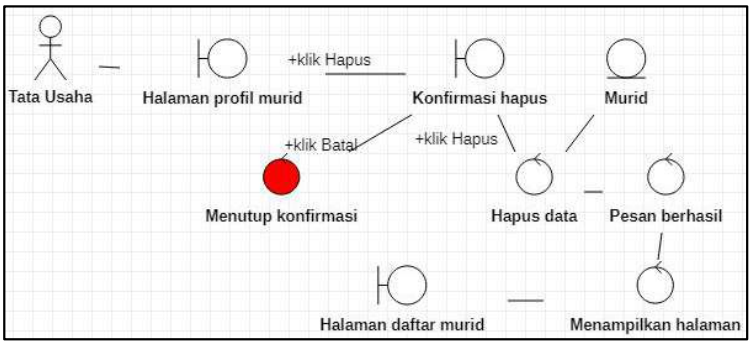 +klik Hapus
Tata Usaha
Halaman profil murid
Konfirmasi hapus
Murid
+klik Batal
+klik Hapus
Menutup konfirmasi
Hapus data
Pesan berhasil
Halaman daftar murid
Menampilkan halaman